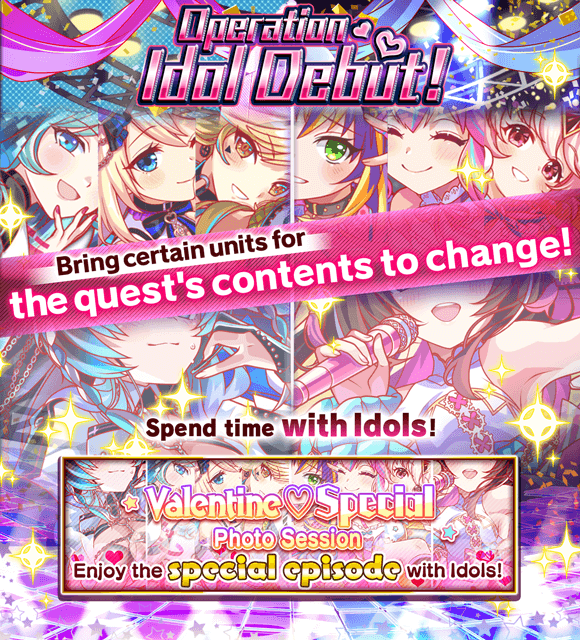 Operation
Idol Debut!
Bring certain units for
the quest's contents to change!
Spend time with Idols!
Valentine♡Special
Photo Session
Enjoy the special episode with Idols!